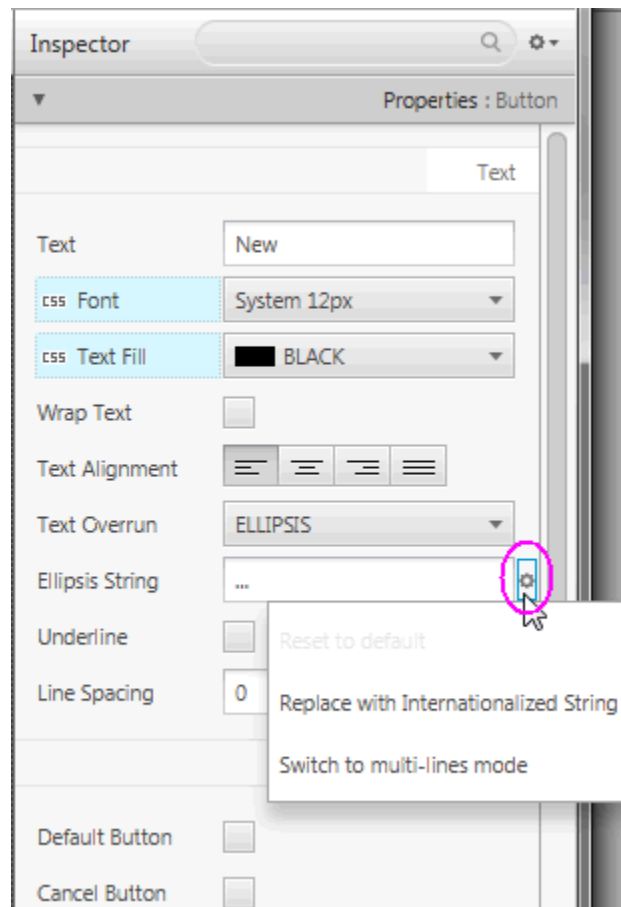 Inspector
Properties : Button
Text
Text New
css Font System 12px
css Text Fill BLACK
Wrap Text
Text Alignment
Text Overrun ELLIPSIS
Ellipsis String ...
Underline
Reset to default
Line Spacing 0
Replace with Internationalized String
Switch to multi-lines mode
Default Button
Cancel Button